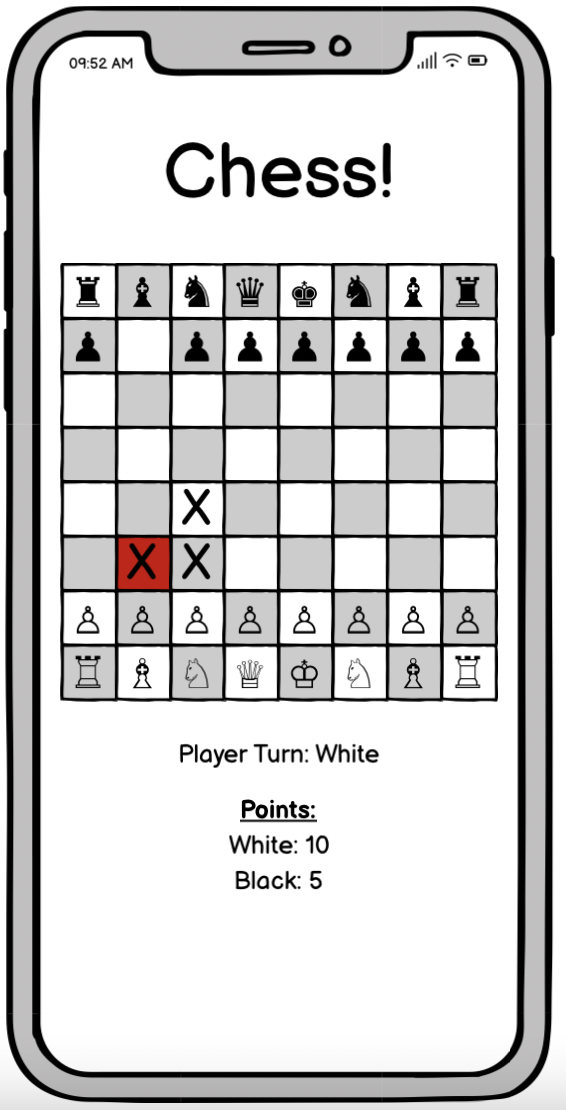 09:52 AM
Chess!
X
X X
Player Turn: White
Points:
White: 10
Black: 5